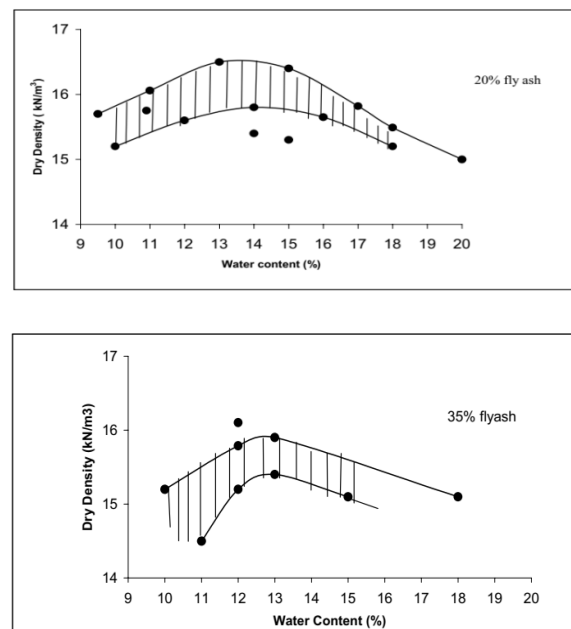 17
16
15
14
Dry Density ( kN/m³)
20% fly ash
9 10 11 12 13 14 15 16 17 18 19 20
Water content (%)
17
16
15
14
Dry Density (kN/m3)
35% flyash
9 10 11 12 13 14 15 16 17 18 19 20
Water Content (%)